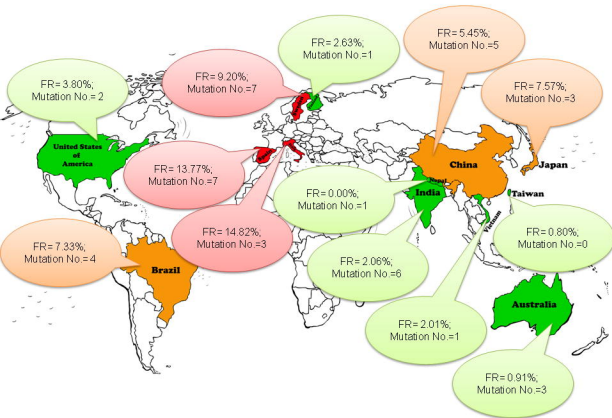 FR= 2.63%;
Mutation No.=1
FR= 5.45%;
Mutation No.=5
FR= 9.20%;
Mutation No.=7
FR= 3.80%;
Mutation No.= 2
FR= 7.57%;
Mutation No.=3
United States
of
America
FR= 13.77%;
Mutation No.=7
China
Japan
Nepal
India
Taiwan
Vietnam
FR= 0.00%;
Mutation No.=1
FR= 14.82%;
Mutation No.=3
FR= 0.80%;
Mutation No.=0
FR= 7.33%;
Mutation No.= 4
Brazil
FR= 2.06%;
Mutation No.=6
Australia
FR= 2.01%;
Mutation No.=1
FR= 0.91%;
Mutation No.=3